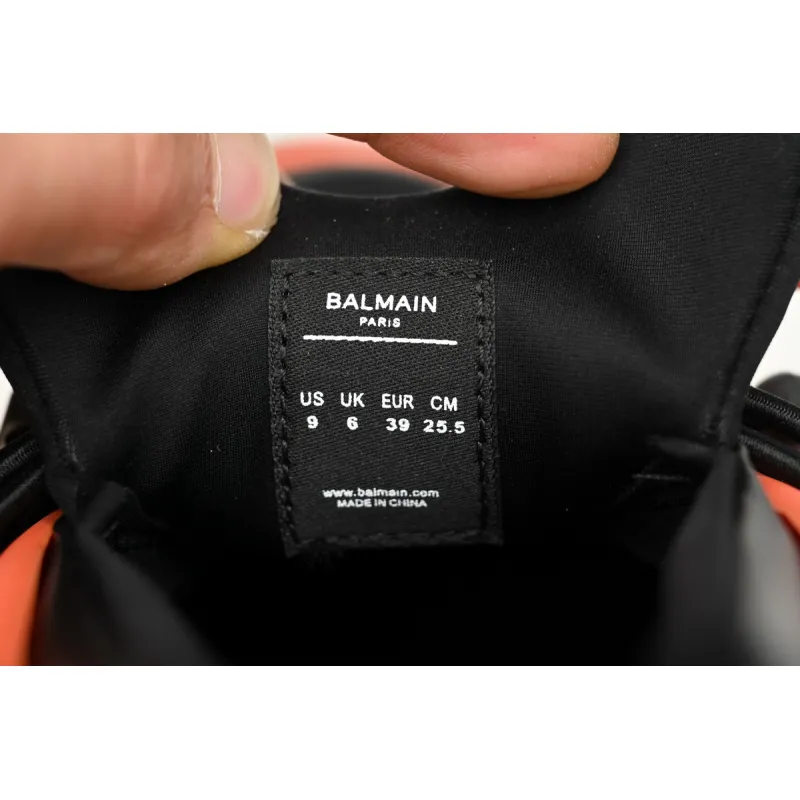 BALMAIN
PARIS
US UK EUR CM
9 6 39 25.5
www.balmain.com
MADE IN CHINA